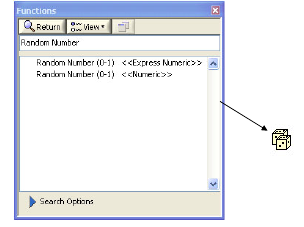 Functions
Return View
Random Number
Random Number (0-1) <<Express Numeric>>
Random Number (0-1) <<Numeric>>
Search Options